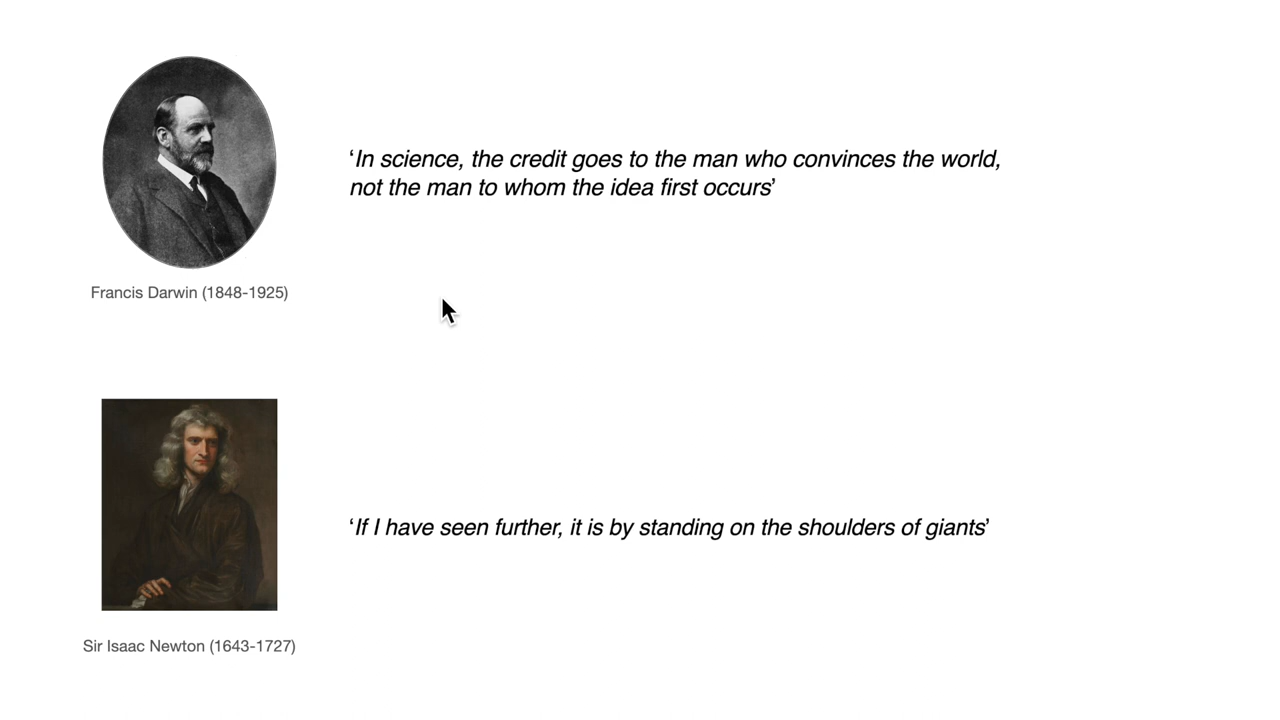 ‘In science, the credit goes to the man who convinces the world,
not the man to whom the idea first occurs’
Francis Darwin (1848-1925)
‘If I have seen further, it is by standing on the shoulders of giants’
Sir Isaac Newton (1643-1727)